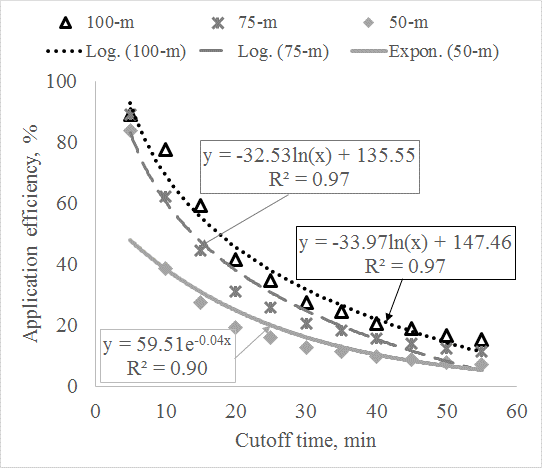 100-m 75-m 50-m
Log. (100-m) Log. (75-m) Expon. (50-m)
100
80
60
40
20
0
Application efficiency, %
y = -32.53ln(x) + 135.55
R² = 0.97
y = -33.97ln(x) + 147.46
R² = 0.97
y = 59.51e-0.04x
R² = 0.90
0 10 20 30 40 50 60
Cutoff time, min